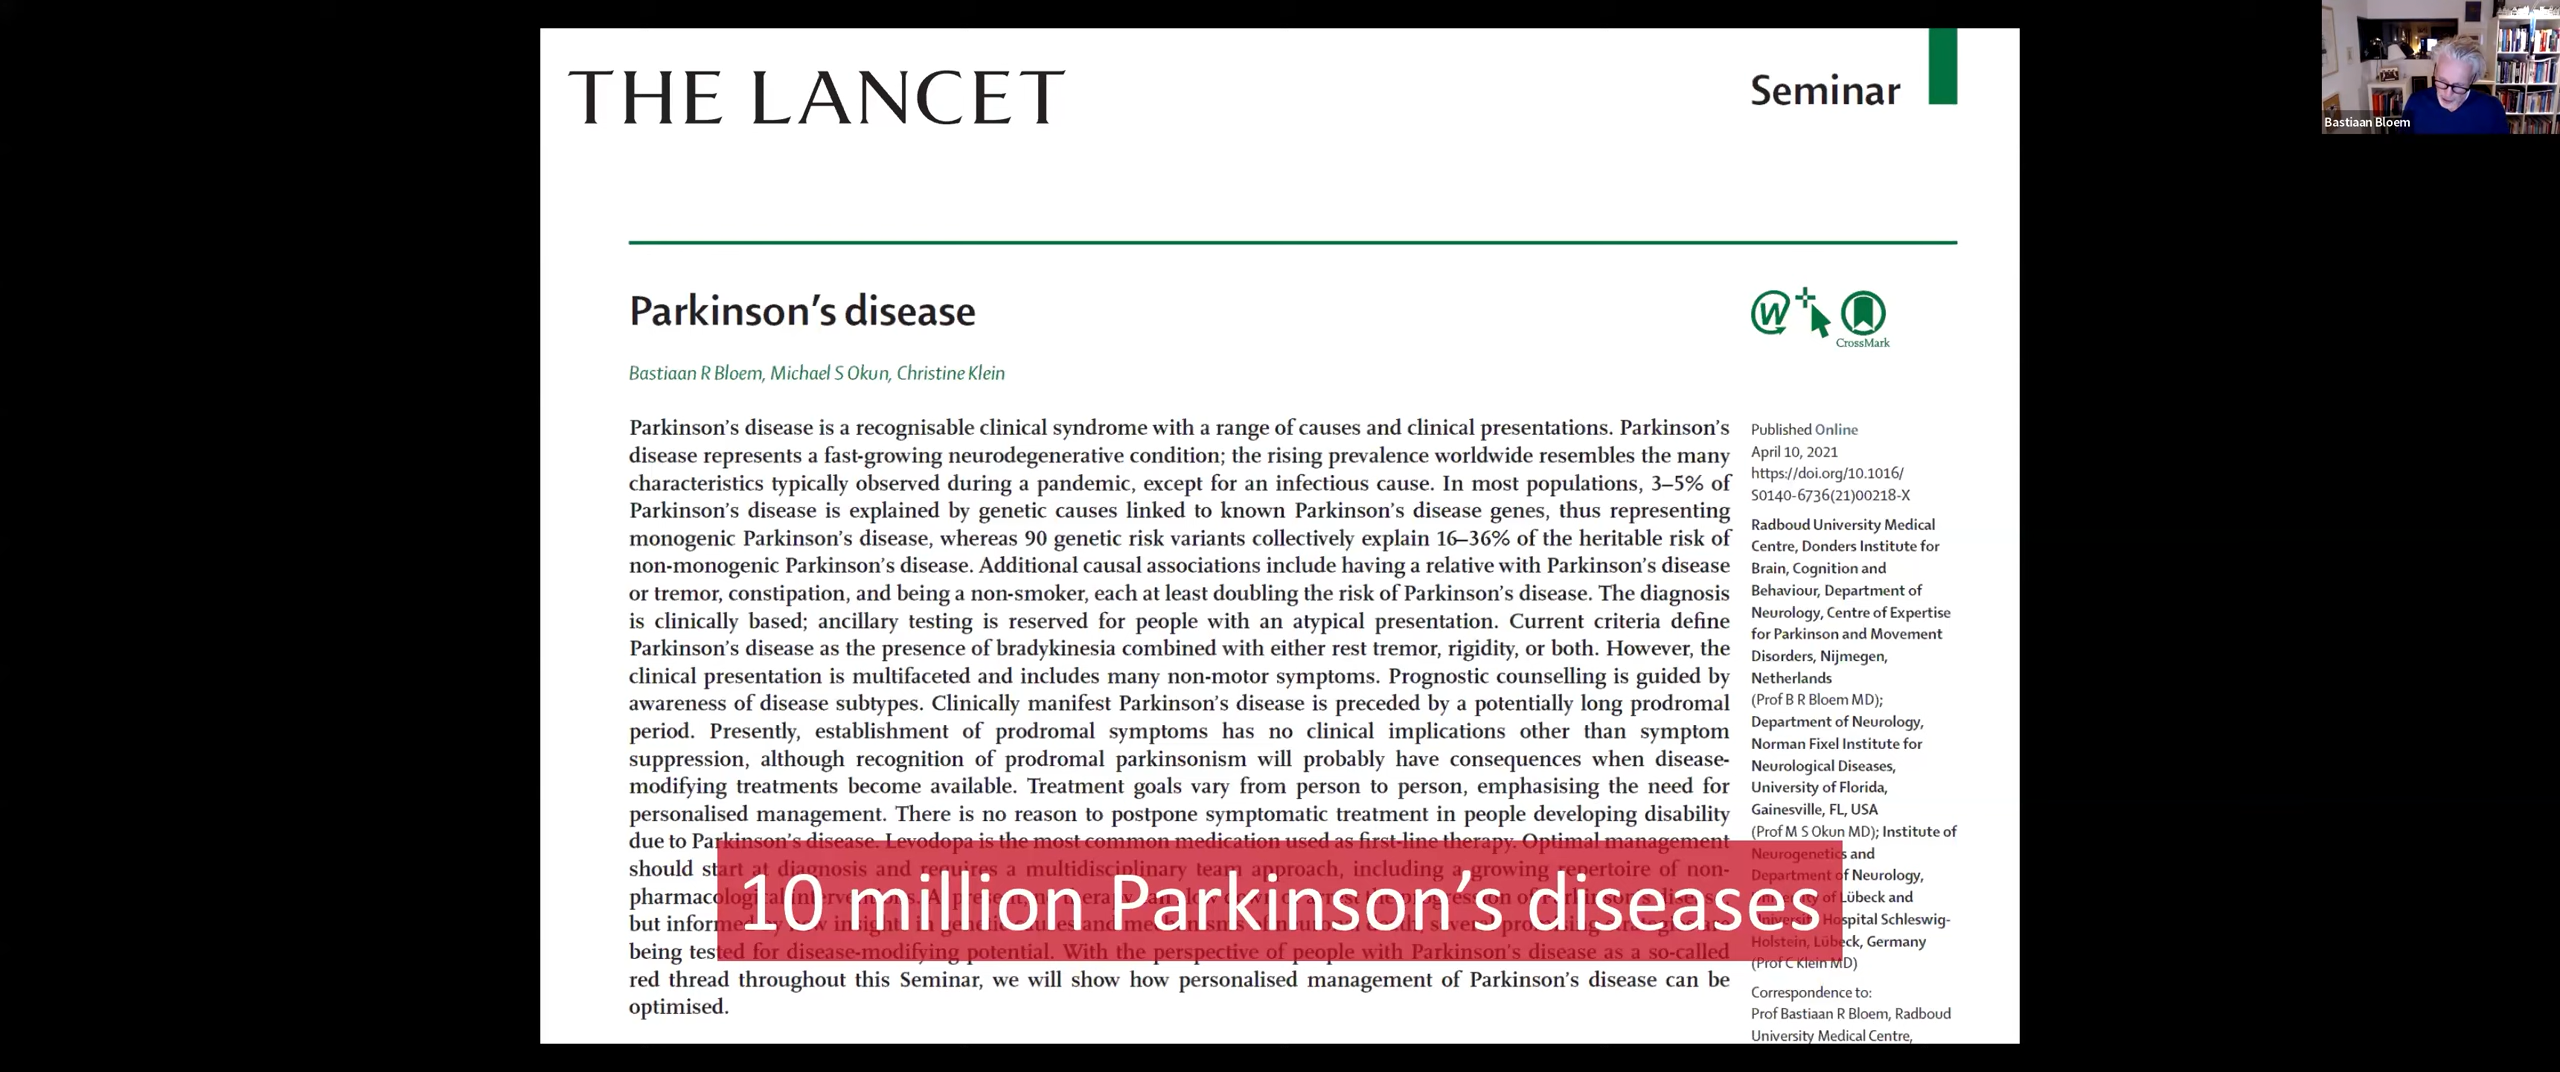 THE LANCET
Seminar
Parkinson's disease
CrossMark
Bastiaan R Bloem, Michael S Okun, Christine Klein
Parkinson's disease is a recognisable clinical syndrome with a range of causes and clinical presentations. Parkinson's
disease represents a fast-growing neurodegenerative condition; the rising prevalence worldwide resembles the many
characteristics typically observed during a pandemic, except for an infectious cause. In most populations, 3–5% of
Parkinson's disease is explained by genetic causes linked to known Parkinson's disease genes, thus representing
monogenic Parkinson's disease, whereas 90 genetic risk variants collectively explain 16–36% of the heritable risk of
non-monogenic Parkinson's disease. Additional causal associations include having a relative with Parkinson's disease
or tremor, constipation, and being a non-smoker, each at least doubling the risk of Parkinson's disease. The diagnosis
is clinically based; ancillary testing is reserved for people with an atypical presentation. Current criteria define
Parkinson's disease as the presence of bradykinesia combined with either rest tremor, rigidity, or both. However, the
clinical presentation is multifaceted and includes many non-motor symptoms. Prognostic counselling is guided by
awareness of disease subtypes. Clinically manifest Parkinson's disease is preceded by a potentially long prodromal
period. Presently, establishment of prodromal symptoms has no clinical implications other than symptom
suppression, although recognition of prodromal parkinsonism will probably have consequences when disease-
modifying treatments become available. Treatment goals vary from person to person, emphasising the need for
personalised management. There is no reason to postpone symptomatic treatment in people developing disability
due to Parkinson's disease. Levodopa is the most common medication used as first-line therapy. Optimal management
should start at diagnosis and requires a multidisciplinary team approach, including a growing repertoire of non-
but
being tested for disease-modifying potential. With the perspective of people with Parkinson's disease as a so-called
red thread throughout this Seminar, we will show how personalised management of Parkinson's disease can be
optimised.
10 million Parkinson's diseases
Published Online
April 10, 2021
https://doi.org/10.1016/
S0140-6736(21)00218-X
Radboud University Medical
Centre, Donders Institute for
Brain, Cognition and
Behaviour, Department of
Neurology, Centre of Expertise
for Parkinson and Movement
Disorders, Nijmegen,
Netherlands
(Prof B R Bloem MD);
Department of Neurology,
Norman Fixel Institute for
Neurological Diseases,
University of Florida,
Gainesville, FL, USA
(Prof M S Okun MD); Institute of
Neurogenetics and
Department of Neurology,
University of Lübeck and
University Hospital Schleswig-
Holstein, Lübeck, Germany
(Prof C Klein MD)
Correspondence to:
Prof Bastiaan R Bloem, Radboud
University Medical Centre,
Bastiaan Bloem